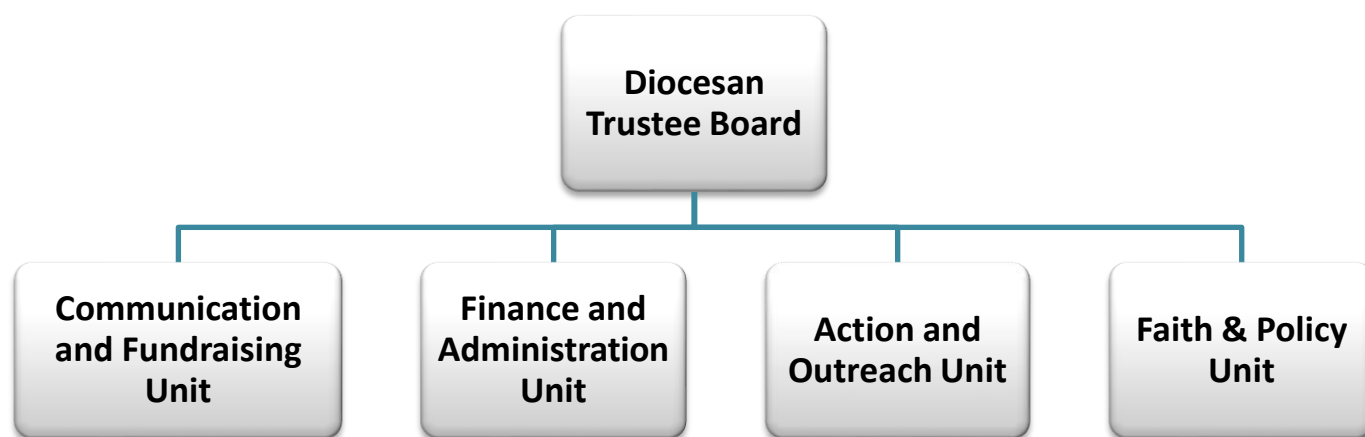 Diocesan
Trustee Board
Communication
and Fundraising
Unit
Finance and
Administration
Unit
Action and
Outreach Unit
Faith & Policy
Unit